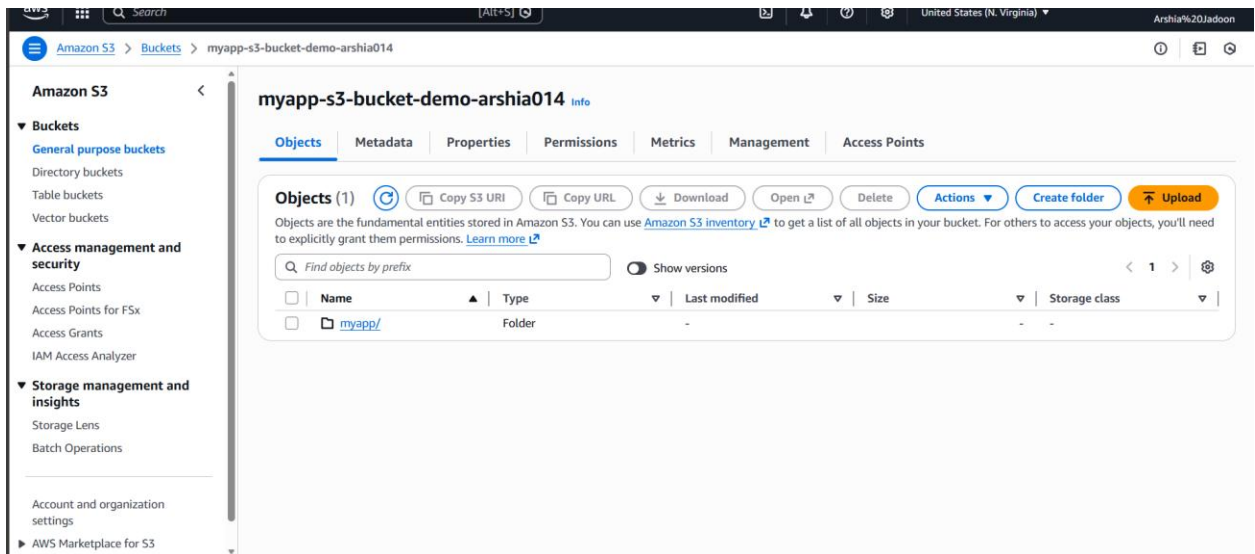 aws
Search
[Alt+S]
United States (N. Virginia)
Arshia%20Jadoon
Amazon S3 > Buckets > myapp-s3-bucket-demo-arshia014
Amazon S3
Buckets
General purpose buckets
Directory buckets
Table buckets
Vector buckets
Access management and
security
Access Points
Access Points for FSx
Access Grants
IAM Access Analyzer
Storage management and
insights
Storage Lens
Batch Operations
Account and organization
settings
AWS Marketplace for S3
myapp-s3-bucket-demo-arshia014 Info
Objects Metadata Properties Permissions Metrics Management Access Points
Objects (1) Copy S3 URI Copy URL Download Open Delete Actions Create folder Upload
Objects are the fundamental entities stored in Amazon S3. You can use Amazon S3 inventory to get a list of all objects in your bucket. For others to access your objects, you'll need
to explicitly grant them permissions. Learn more
Find objects by prefix Show versions < 1 >
Name Type Last modified Size Storage class
myapp/ Folder - - -